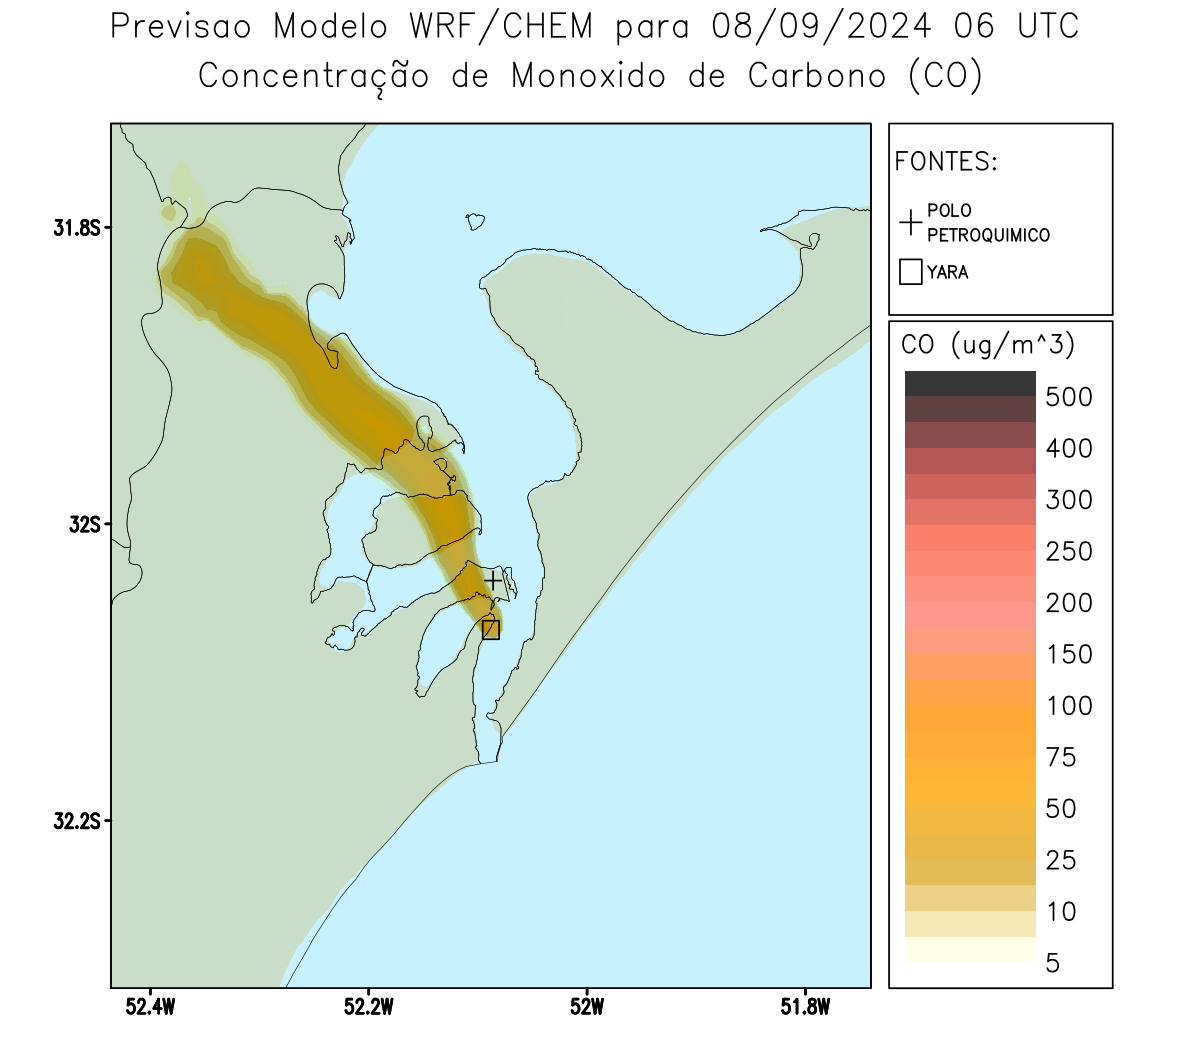 Previsao Modelo WRF/CHEM para 08/09/2024 06 UTC
Concentração de Monoxido de Carbono (CO)
FONTES:
POLO
PETROQUIMICO
YARA
CO (ug/m^3)
500
400
300
250
200
150
100
75
50
25
10
5
31.8S
32S
32.2S
52.4W
52.2W
52W
51.8W